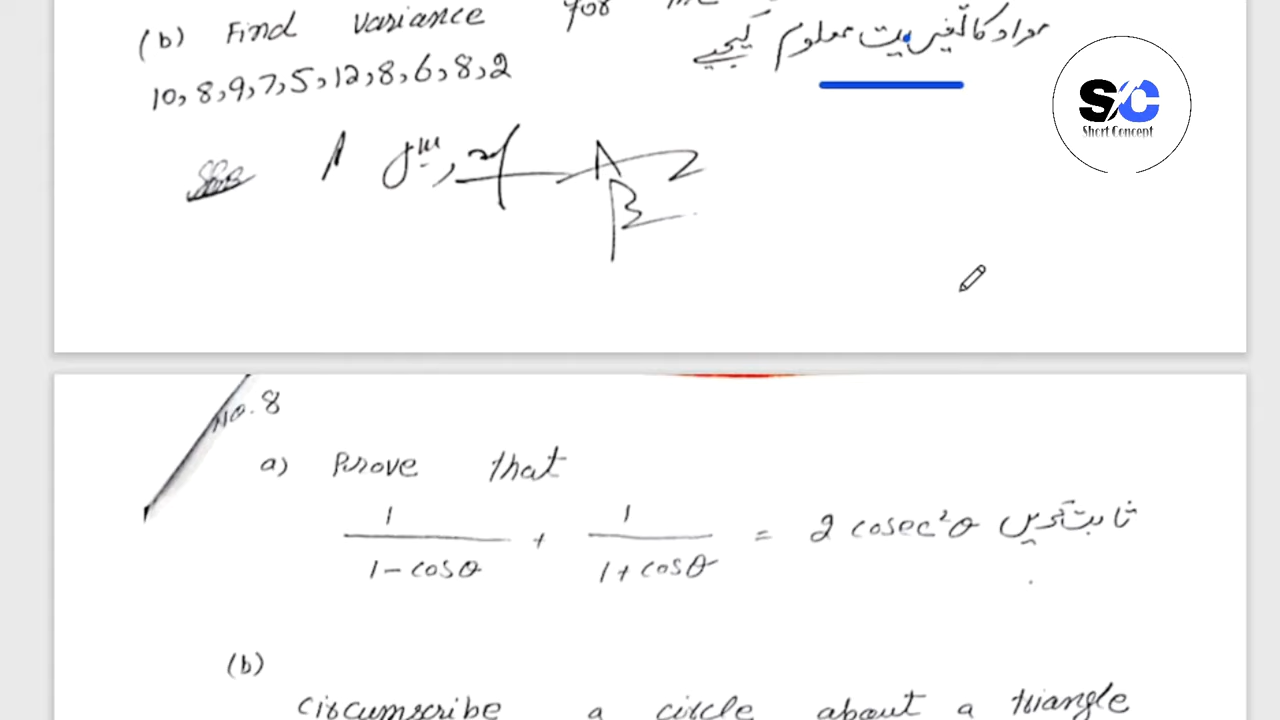 (b) Find variance for
مواد کا تغیریت معلوم کیجیے
10, 8, 9, 7, 5, 12, 8, 6, 8, 2
SC
Short Concept
No. 8
a) Prove that
1/(1 - cosθ) + 1/(1 + cosθ) = 2 cosec²θ ثابت کریں
(b)
circumscribe a circle about a triangle